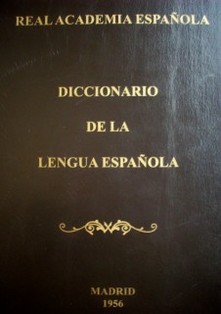 REAL ACADEMIA ESPAÑOLA
DICCIONARIO
DE LA
LENGUA ESPAÑOLA
MADRID
1956